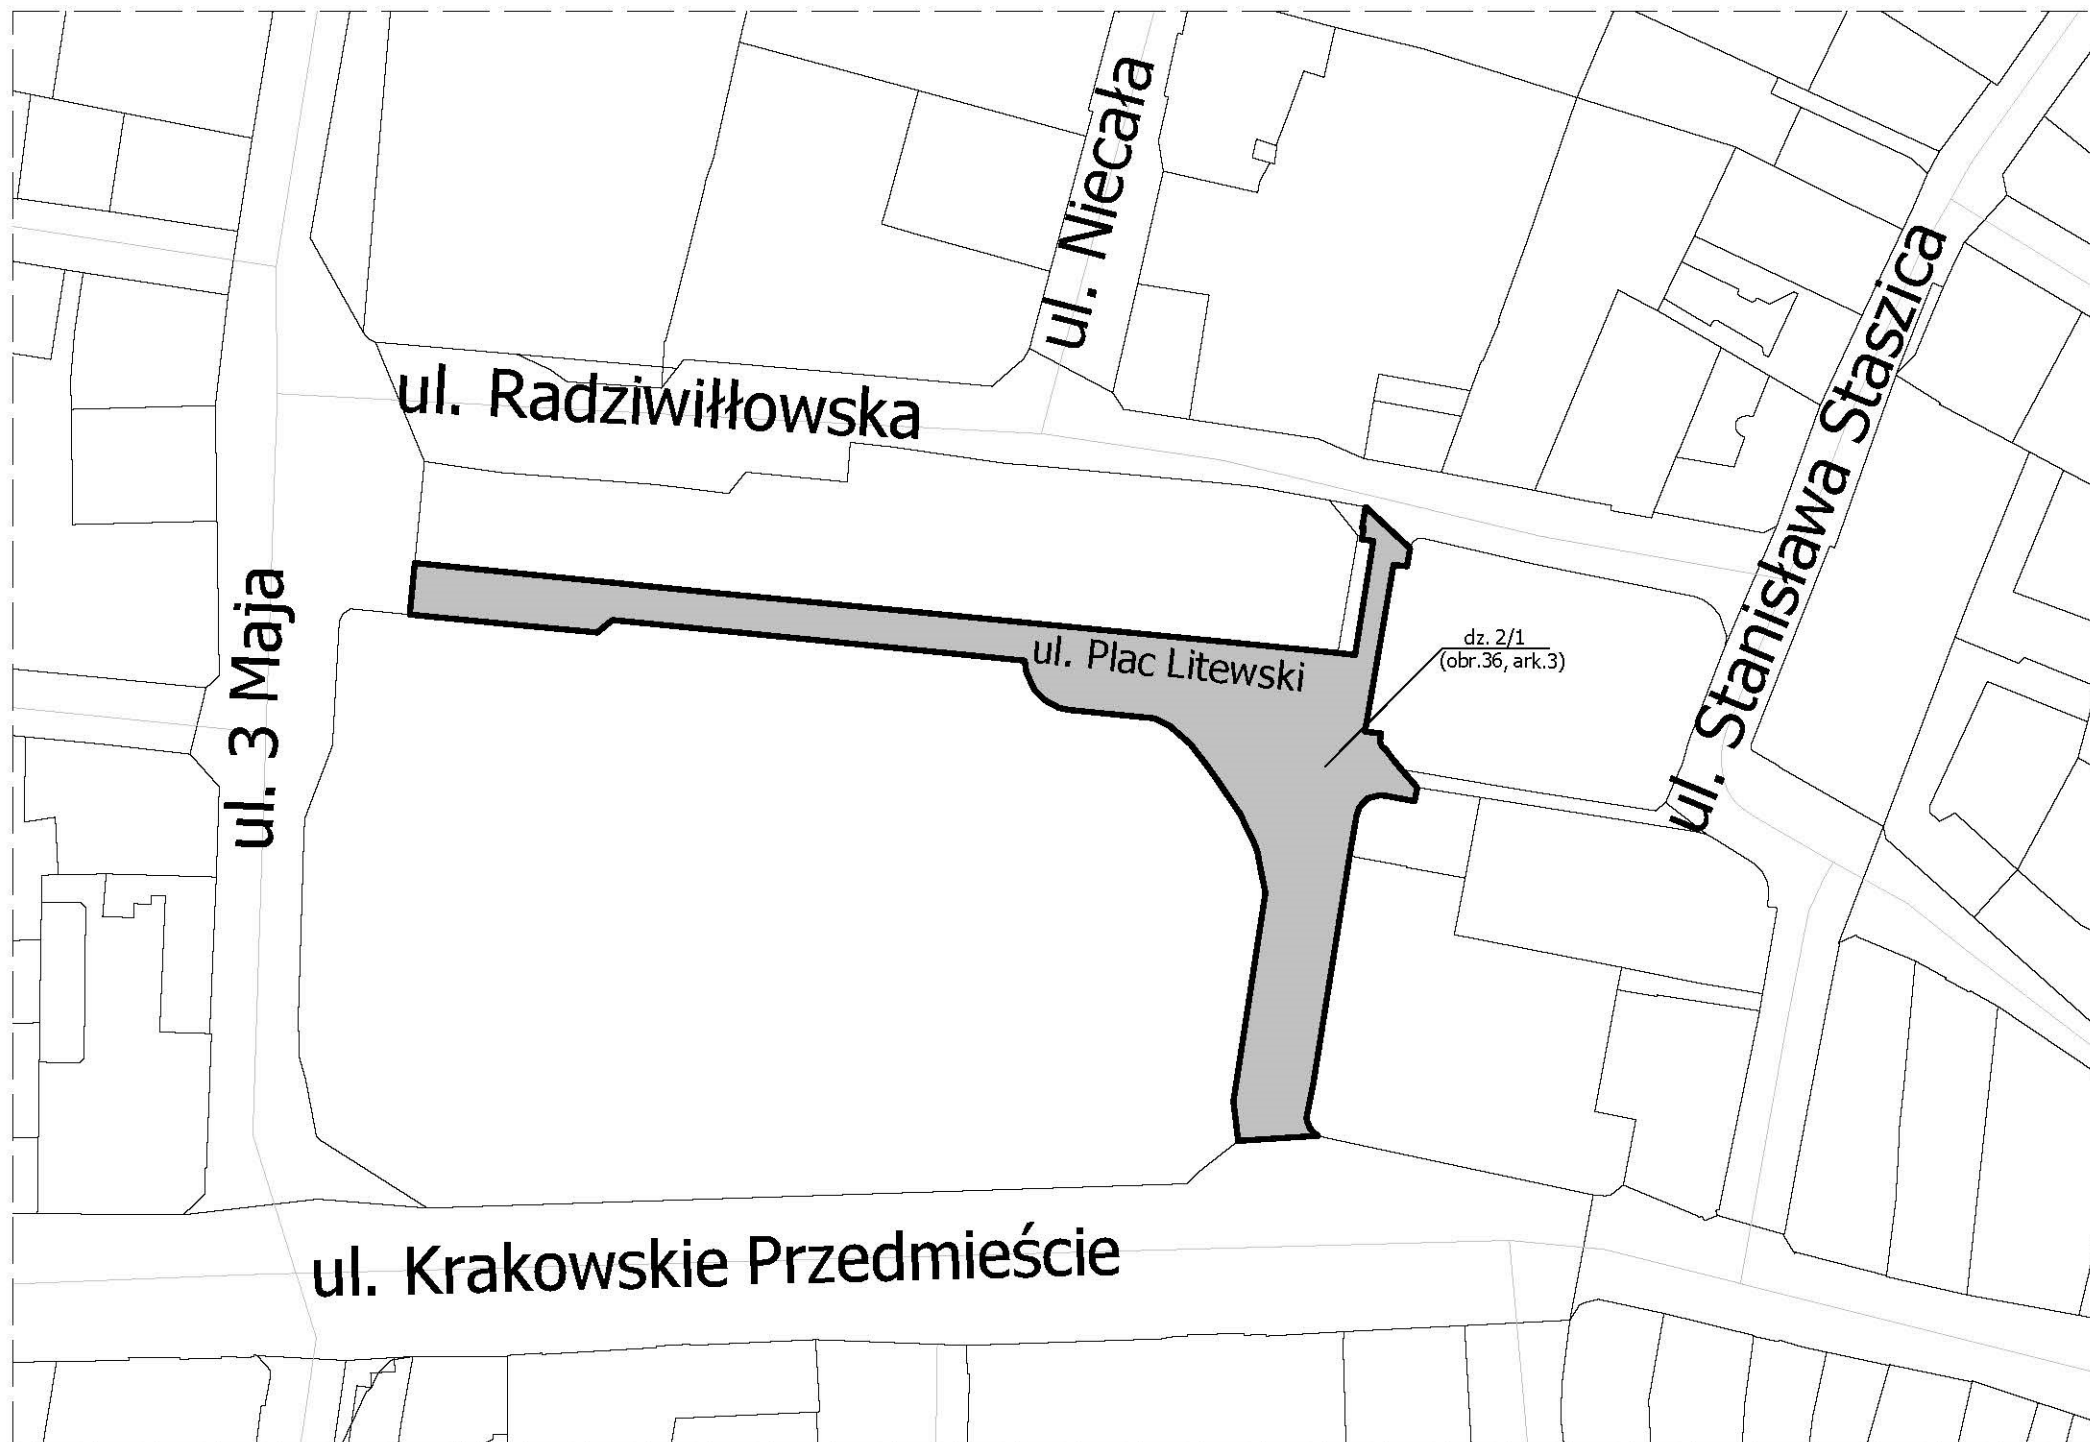 ul. Niecała
ul. Stanisława Staszica
ul. Radziwiłłowska
ul. 3 Maja
ul. Plac Litewski
dz. 2/1
(obr.36, ark.3)
ul. Krakowskie Przedmieście